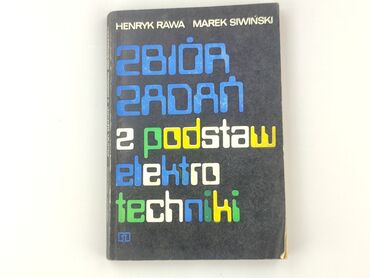 HENRYK RAWA MAREK SIWIŃSKI
ZBIÓR
ZADAŃ
z podstaw
elektro
techniki